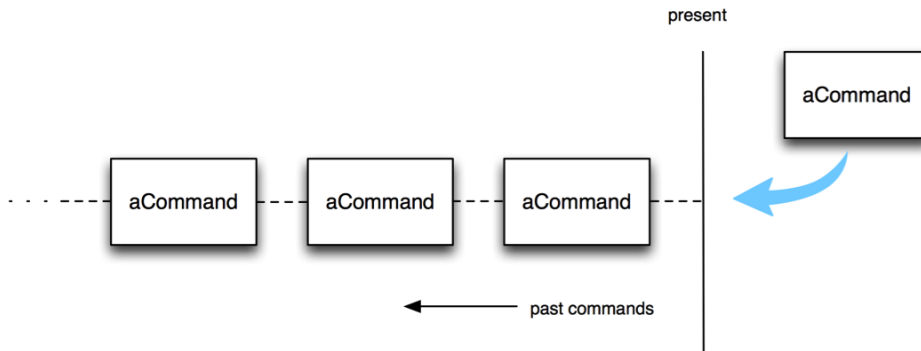 present
aCommand
aCommand
aCommand
aCommand
past commands